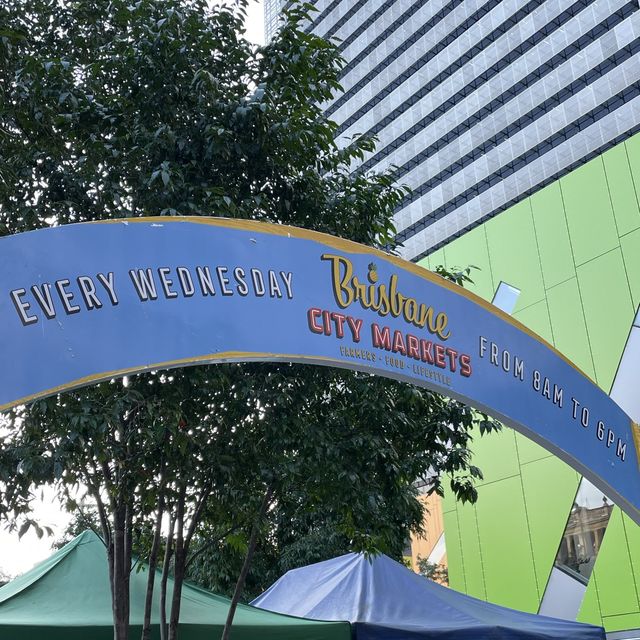 EVERY WEDNESDAY
Brisbane
CITY MARKETS
FARMERS - FOOD - LIFESTYLE
FROM 8AM TO 6PM